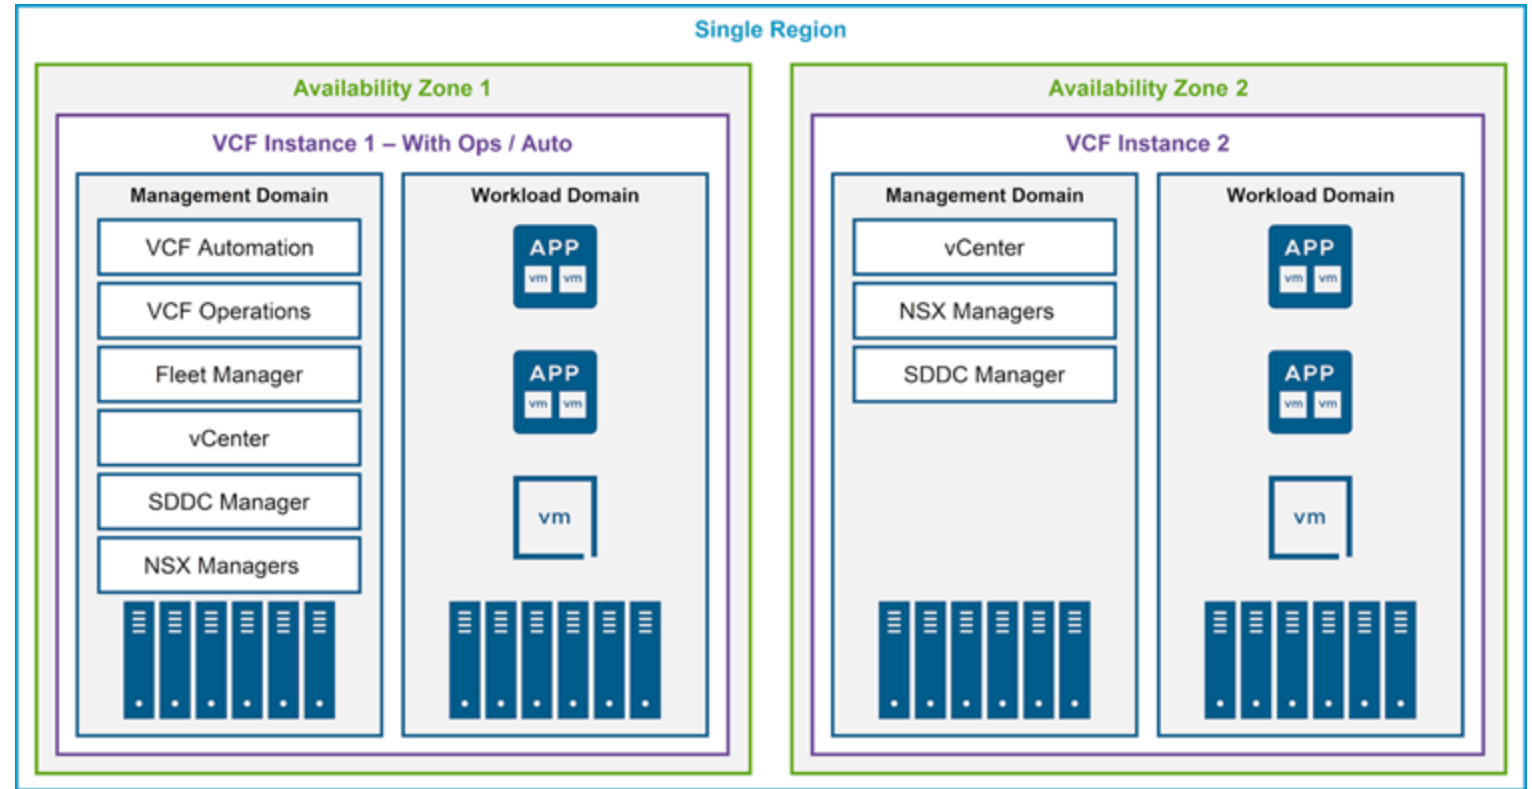 Single Region
Availability Zone 1
VCF Instance 1 – With Ops / Auto
Management Domain
VCF Automation
VCF Operations
Fleet Manager
vCenter
SDDC Manager
NSX Managers
Workload Domain
APP
vm vm
APP
vm vm
vm
Availability Zone 2
VCF Instance 2
Management Domain
vCenter
NSX Managers
SDDC Manager
Workload Domain
APP
vm vm
APP
vm vm
vm